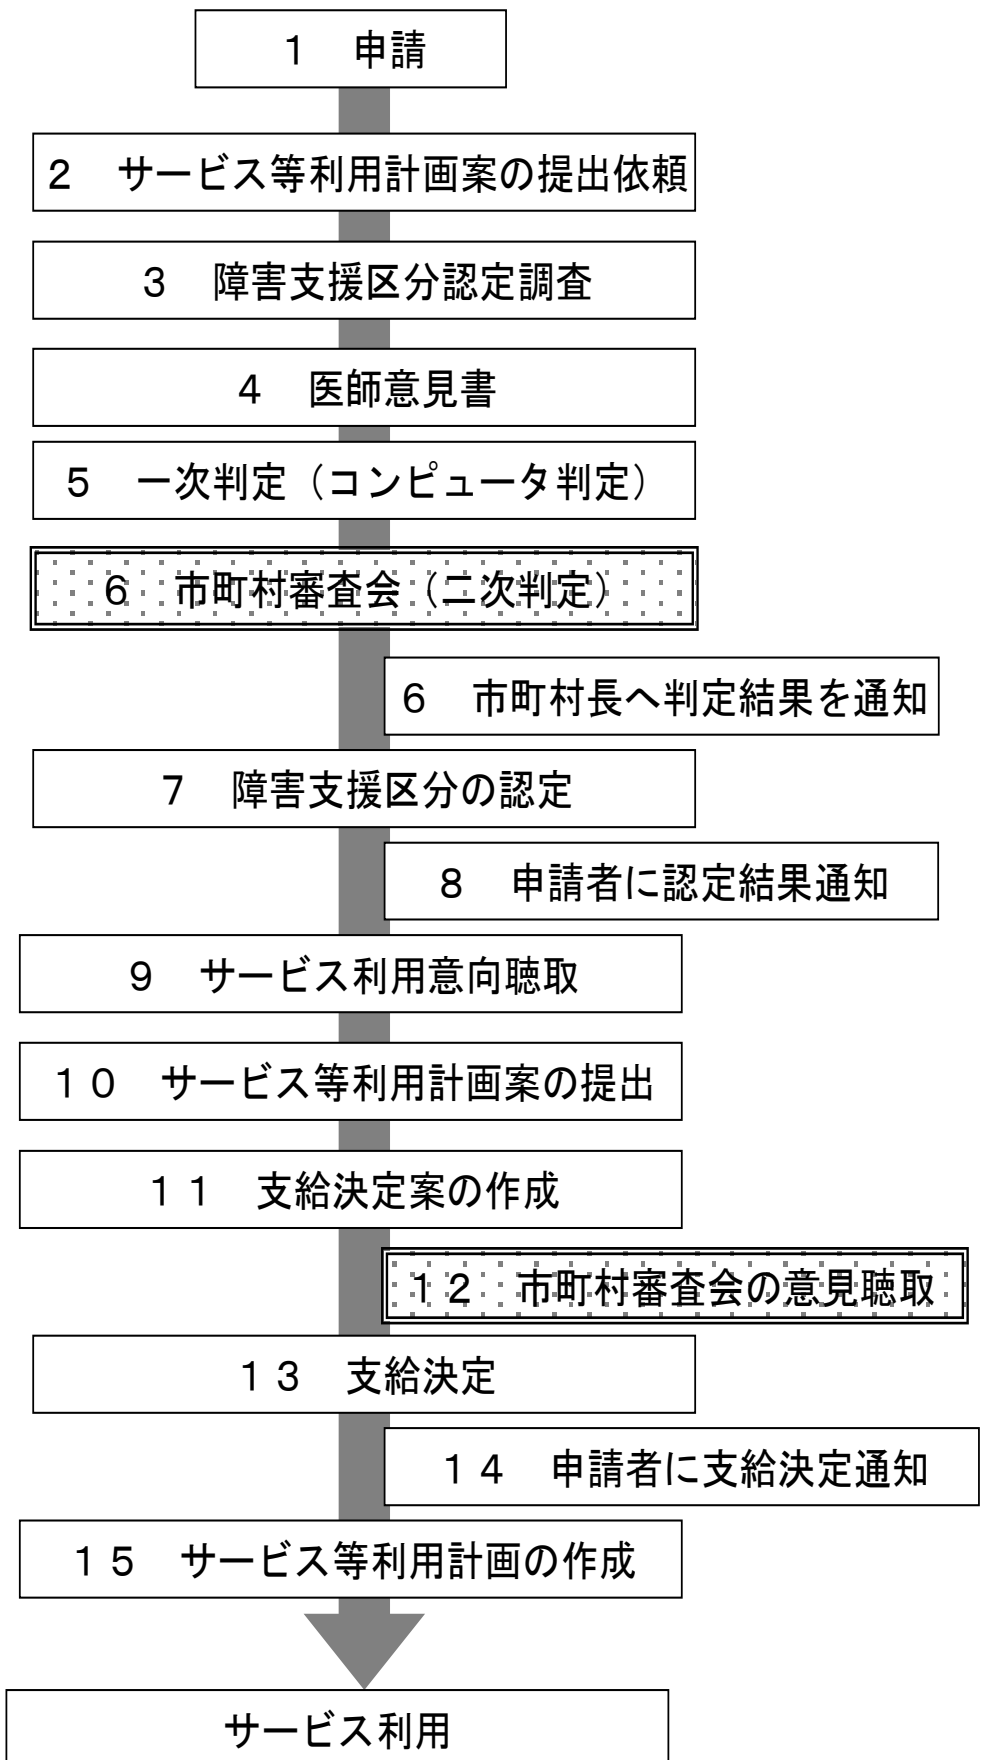 １　申請
２　サービス等利用計画案の提出依頼
３　障害支援区分認定調査
４　医師意見書
５　一次判定（コンピュータ判定）
６　市町村審査会（二次判定）
６　市町村長へ判定結果を通知
７　障害支援区分の認定
８　申請者に認定結果通知
９　サービス利用意向聴取
１０　サービス等利用計画案の提出
１１　支給決定案の作成
１２　市町村審査会の意見聴取
１３　支給決定
１４　申請者に支給決定通知
１５　サービス等利用計画の作成
サービス利用